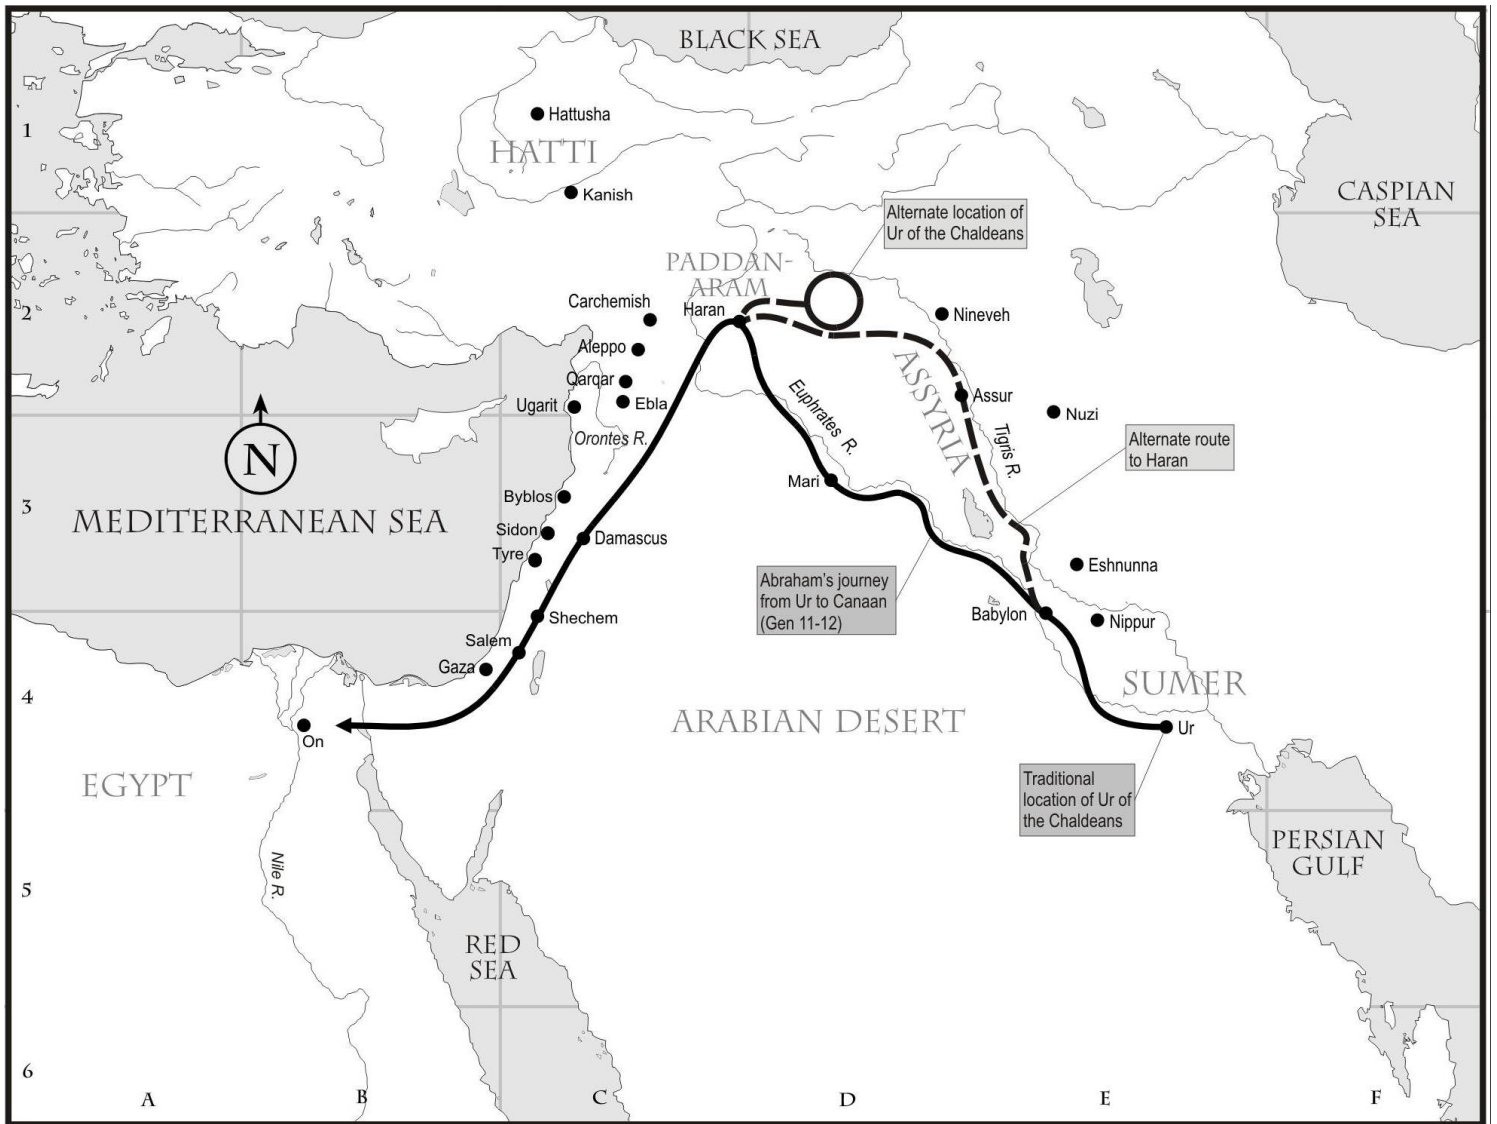 BLACK SEA
1
Hattusha
HATTI
Kanish
CASPIAN
SEA
Alternate location of
Ur of the Chaldeans
PADDAN-
ARAM
2
Carchemish
Haran
Nineveh
Aleppo
Qarqar
Ebla
Ugarit
ASSYRIA
Assur
Nuzi
Euphrates R.
Orontes R.
Tigris R.
Alternate route
to Haran
N
Mari
Byblos
3
MEDITERRANEAN SEA
Sidon
Damascus
Tyre
Eshnunna
Abraham's journey
from Ur to Canaan
(Gen 11-12)
Babylon
Nippur
Shechem
Salem
Gaza
SUMER
4
ARABIAN DESERT
Ur
On
EGYPT
Traditional
location of Ur of
the Chaldeans
PERSIAN
GULF
Nile R.
5
RED
SEA
6
A
B
C
D
E
F